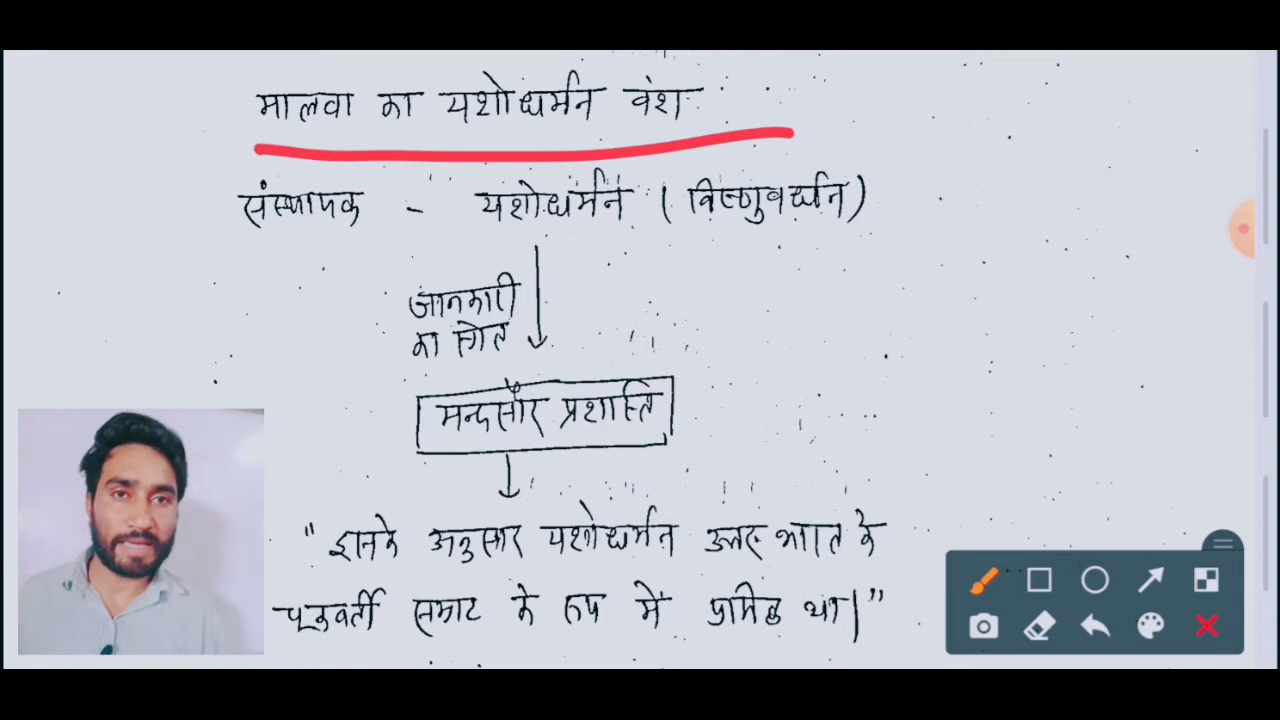 मालवा का यशोधर्मन वंश
संस्थापक - यशोधर्मन (विष्णुवर्धन)
जानकारी
का स्रोत
मन्दसौर प्रशस्ति
"इनके अनुसार यशोधर्मन उत्तर भारत के
चक्रवर्ती सम्राट के रूप में प्रसिद्ध था।"